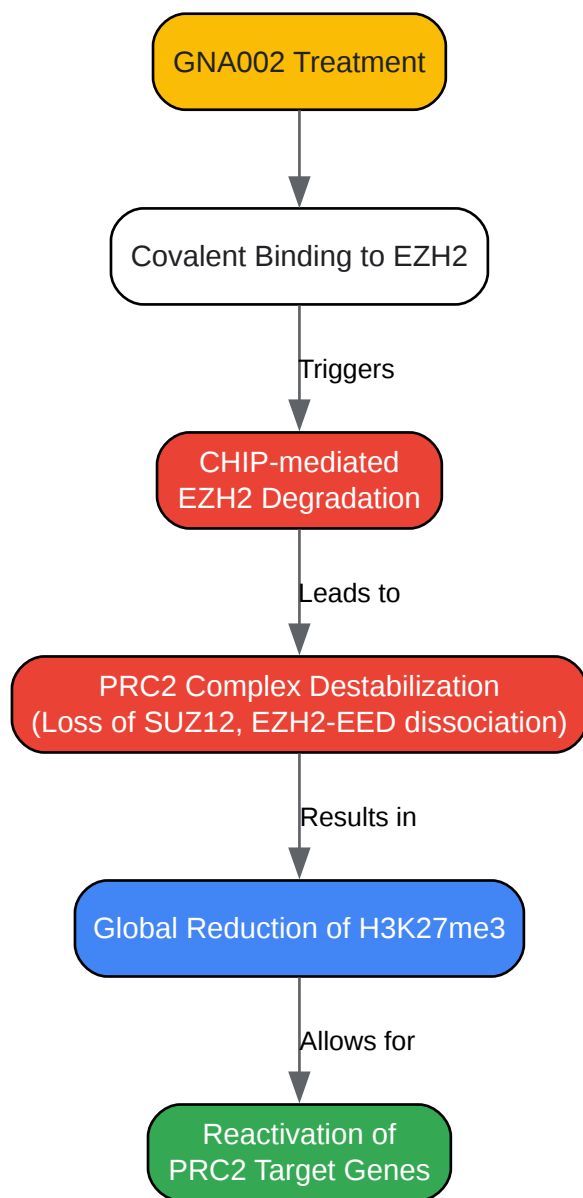 GNA002 Treatment
Covalent Binding to EZH2
Triggers
CHIP-mediated
EZH2 Degradation
Leads to
PRC2 Complex Destabilization
(Loss of SUZ12, EZH2-EED dissociation)
Results in
Global Reduction of H3K27me3
Allows for
Reactivation of
PRC2 Target Genes